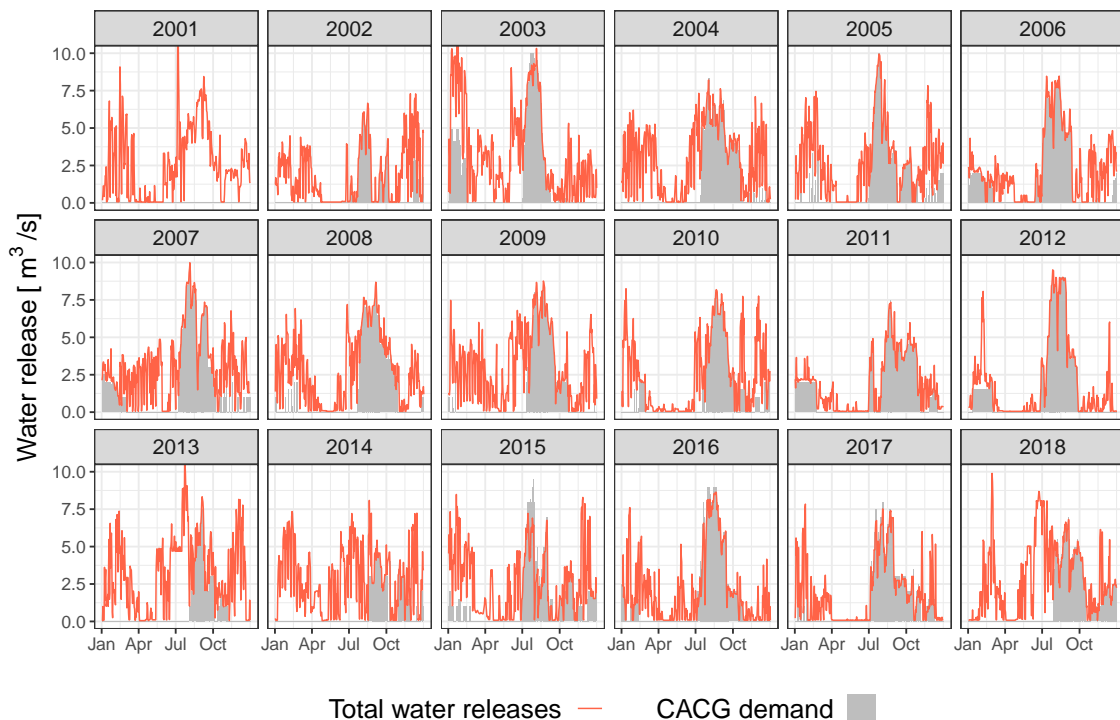 2001 2002 2003 2004 2005 2006
10.0
7.5
5.0
2.5
0.0
2007 2008 2009 2010 2011 2012
10.0
7.5
5.0
2.5
0.0
2013 2014 2015 2016 2017 2018
10.0
7.5
5.0
2.5
0.0
Jan Apr Jul Oct Jan Apr Jul Oct Jan Apr Jul Oct Jan Apr Jul Oct Jan Apr Jul Oct Jan Apr Jul Oct
Water release [ m³ /s]
Total water releases CACG demand